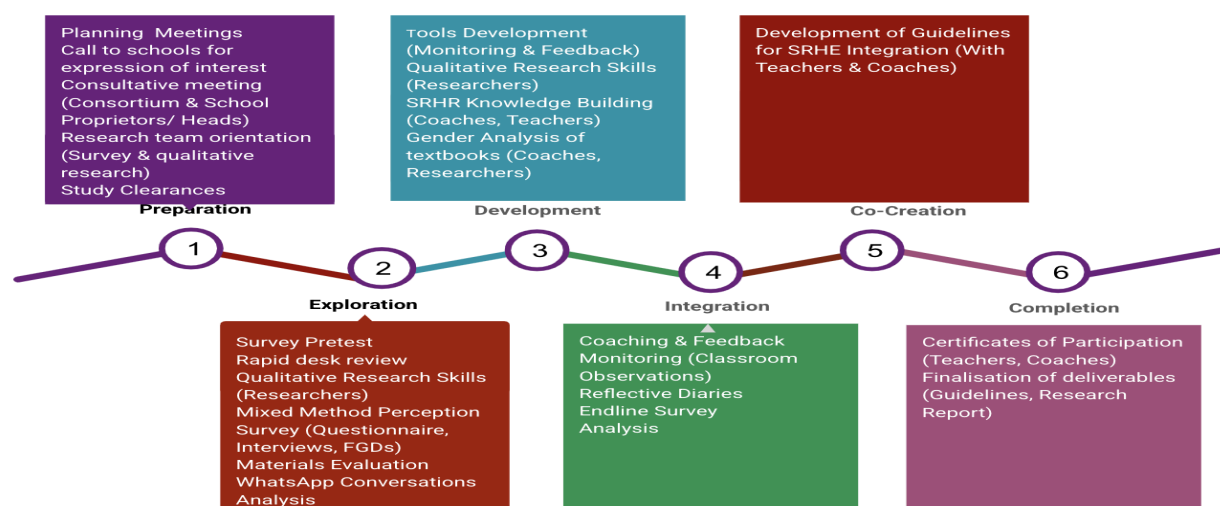 Planning Meetings
Call to schools for
expression of interest
Consultative meeting
(Consortium & School
Proprietors/ Heads)
Research team orientation
(Survey & qualitative
research)
Study Clearances
Preparation
Tools Development
(Monitoring & Feedback)
Qualitative Research Skills
(Researchers)
SRHR Knowledge Building
(Coaches, Teachers)
Gender Analysis of
textbooks (Coaches,
Researchers)
Development
Development of Guidelines
for SRHE Integration (With
Teachers & Coaches)
Co-Creation
1
2
3
4
5
6
Exploration
Survey Pretest
Rapid desk review
Qualitative Research Skills
(Researchers)
Mixed Method Perception
Survey (Questionnaire,
Interviews, FGDs)
Materials Evaluation
WhatsApp Conversations
Analysis
Integration
Coaching & Feedback
Monitoring (Classroom
Observations)
Reflective Diaries
Endline Survey
Analysis
Completion
Certificates of Participation
(Teachers, Coaches)
Finalisation of deliverables
(Guidelines, Research
Report)